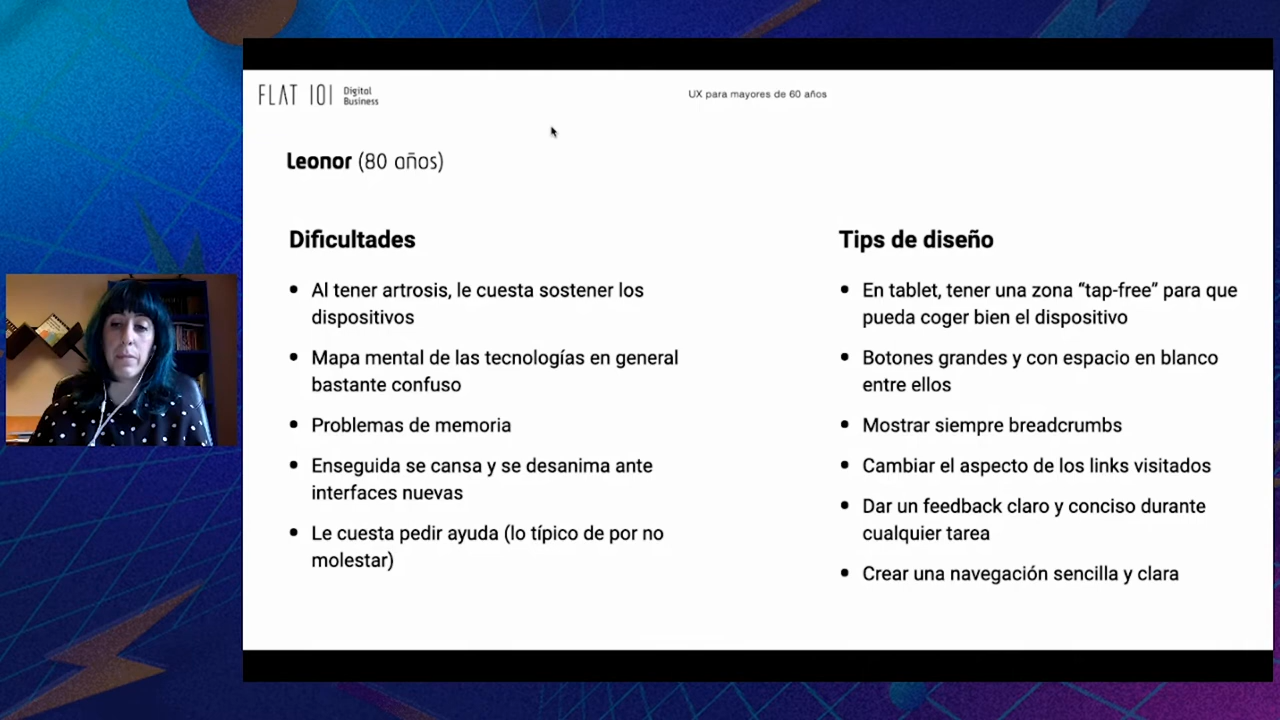 FLAT 101 Digital Business
UX para mayores de 60 años
Leonor (80 años)
Dificultades
• Al tener artrosis, le cuesta sostener los
dispositivos
• Mapa mental de las tecnologías en general
bastante confuso
• Problemas de memoria
• Enseguida se cansa y se desanima ante
interfaces nuevas
• Le cuesta pedir ayuda (lo típico de por no
molestar)
Tips de diseño
• En tablet, tener una zona “tap-free” para que
pueda coger bien el dispositivo
• Botones grandes y con espacio en blanco
entre ellos
• Mostrar siempre breadcrumbs
• Cambiar el aspecto de los links visitados
• Dar un feedback claro y conciso durante
cualquier tarea
• Crear una navegación sencilla y clara